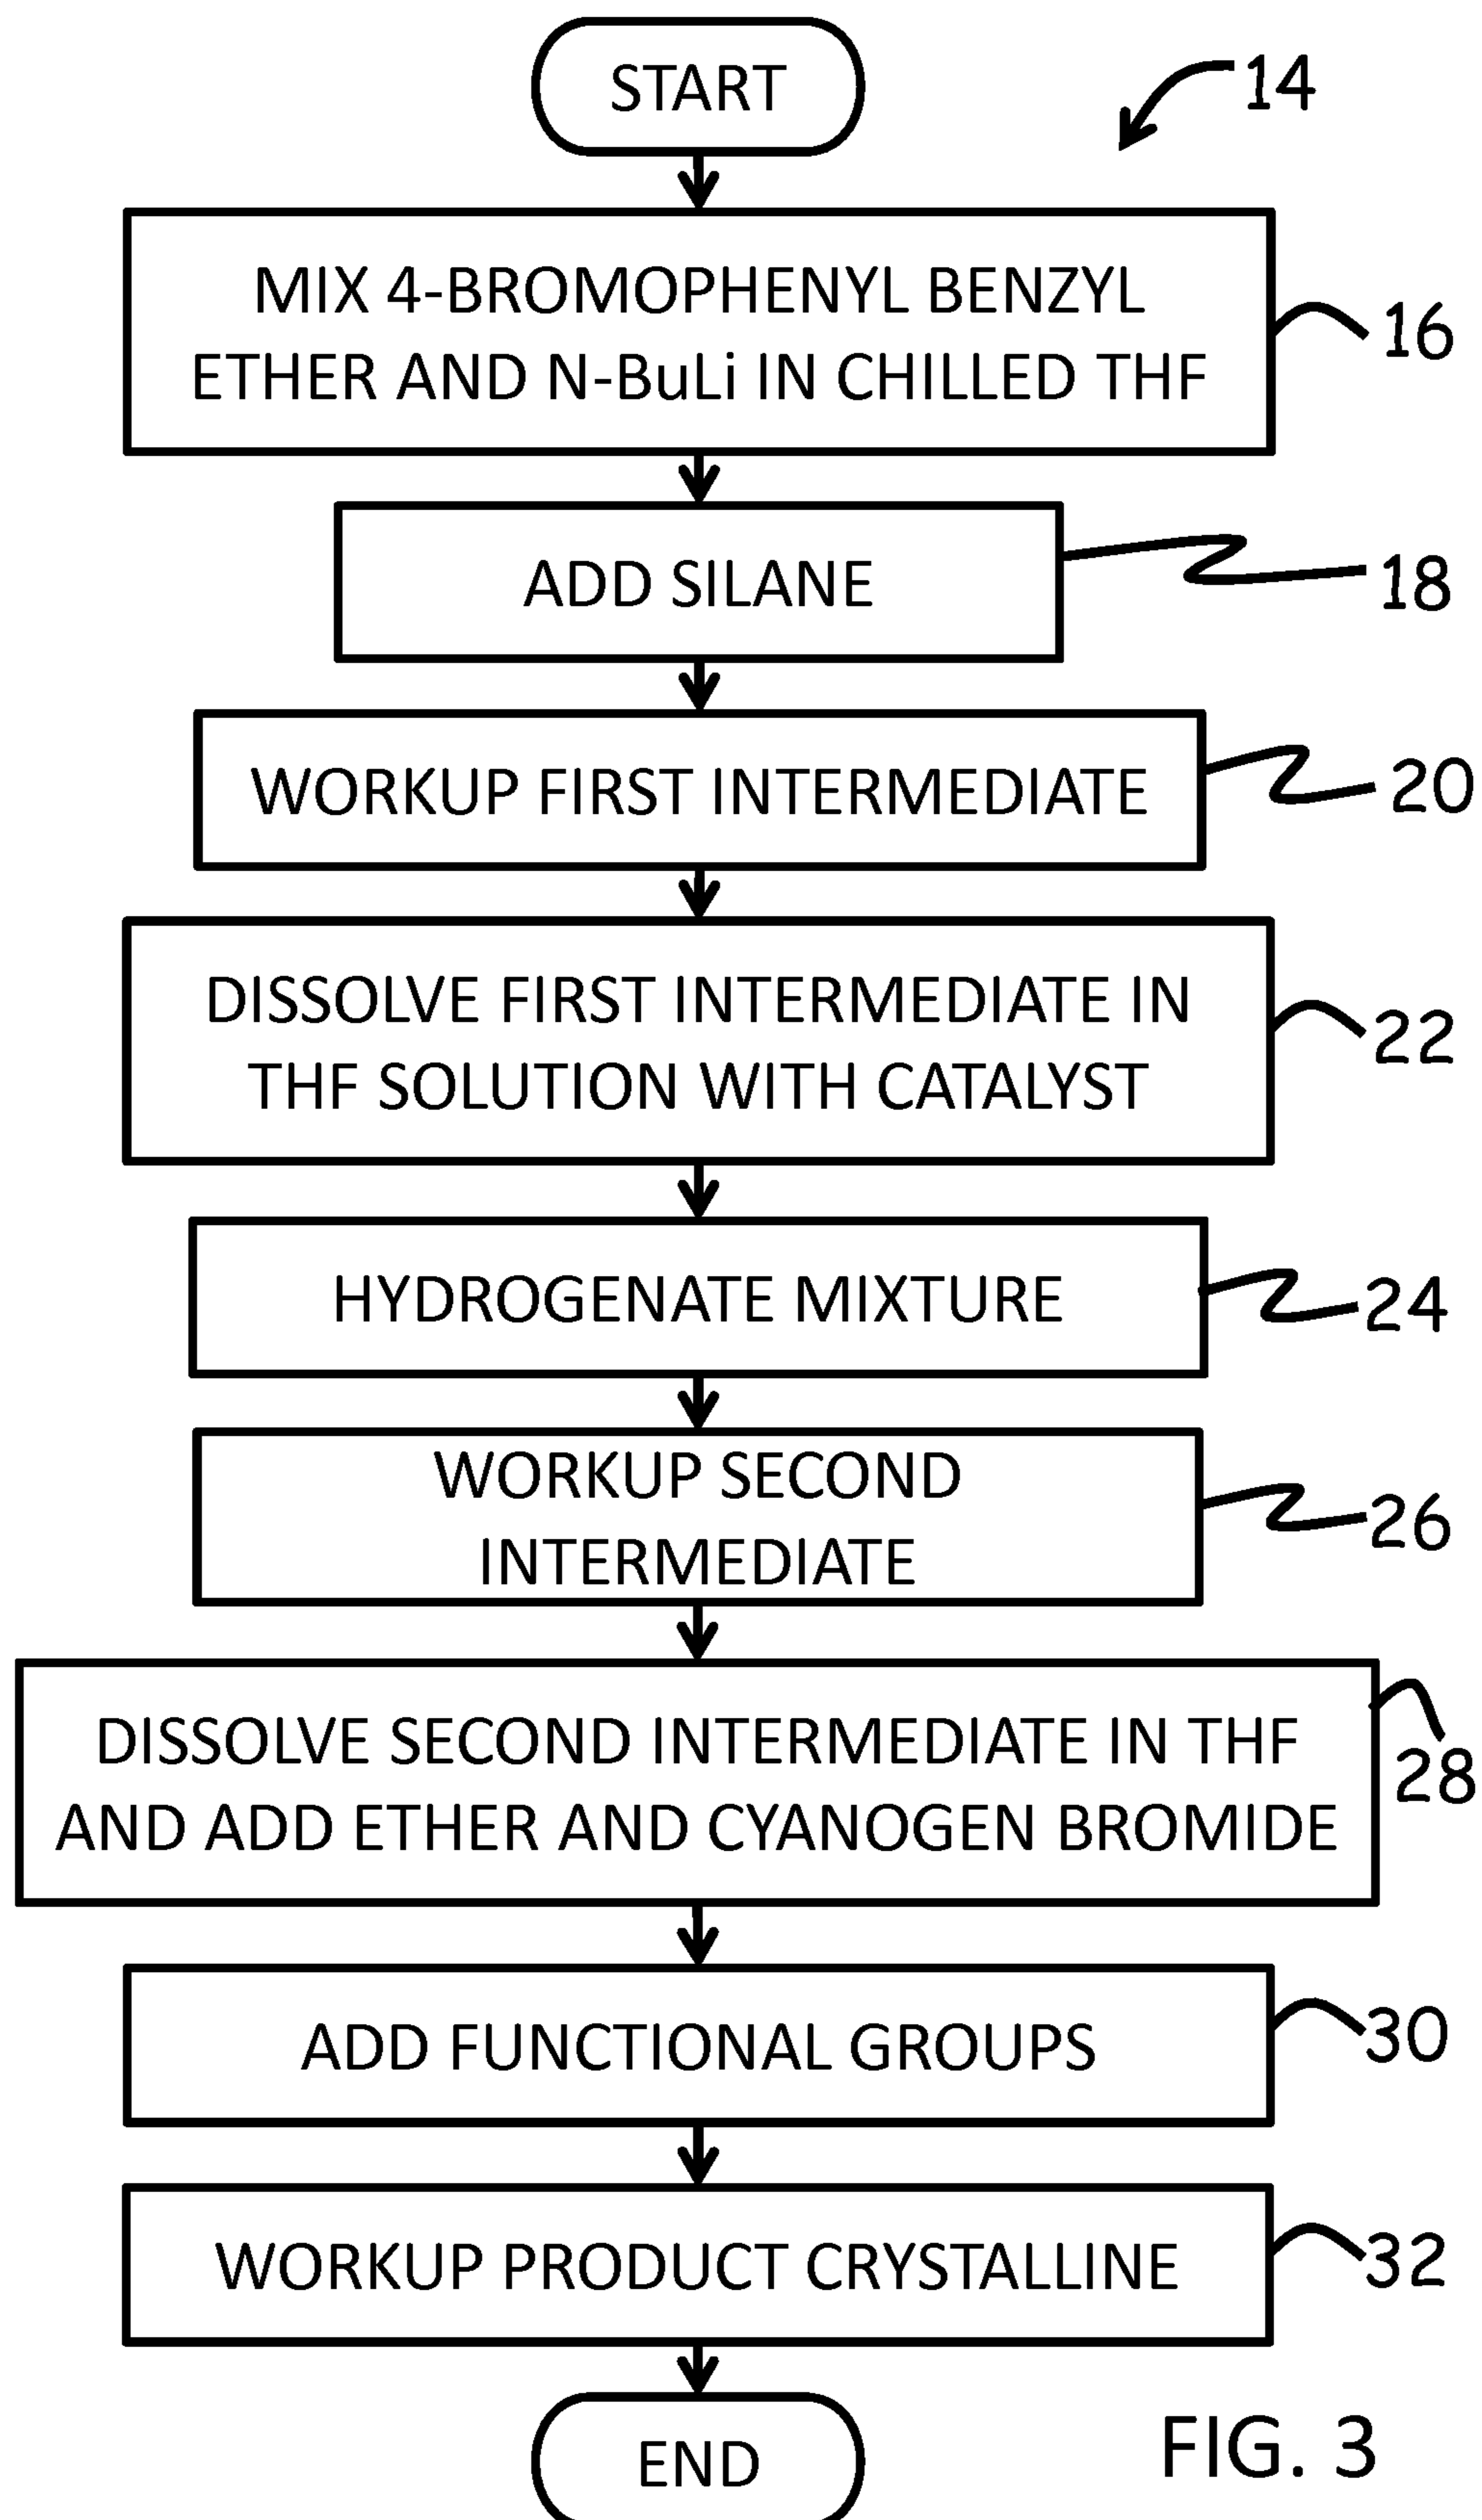 START
14
MIX 4-BROMOPHENYL BENZYL
ETHER AND N-BuLi IN CHILLED THF
16
ADD SILANE
18
WORKUP FIRST INTERMEDIATE
20
DISSOLVE FIRST INTERMEDIATE IN
THF SOLUTION WITH CATALYST
22
HYDROGENATE MIXTURE
24
WORKUP SECOND
INTERMEDIATE
26
DISSOLVE SECOND INTERMEDIATE IN THF
AND ADD ETHER AND CYANOGEN BROMIDE
28
ADD FUNCTIONAL GROUPS
30
WORKUP PRODUCT CRYSTALLINE
32
END
FIG. 3